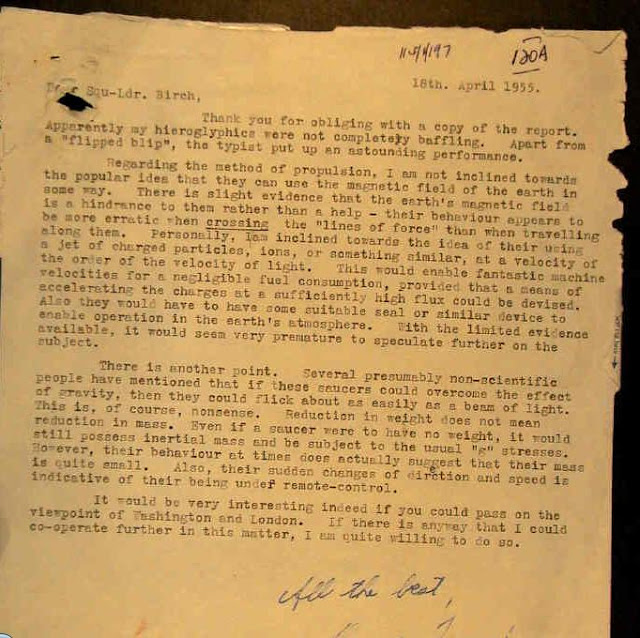 120A
18th. April 1955.
Dear Squ-Ldr. Birch,
Thank you for obliging with a copy of the report.
Apparently my hieroglyphics were not completely baffling. Apart from
a "flipped blip", the typist put up an astounding performance.
Regarding the method of propulsion, I am not inclined towards
the popular idea that they can use the magnetic field of the earth in
some way. There is slight evidence that the earth's magnetic field
is a hindrance to them rather than a help - their behaviour appears to
be more erratic when crossing the "lines of force" than when travelling
along them. Personally, I am inclined towards the idea of their using
a jet of charged particles, ions, or something similar, at a velocity of
the order of the velocity of light. This would enable fantastic machine
velocities for a negligible fuel consumption, provided that a means of
accelerating the charges at a sufficiently high flux could be devised.
Also they would have to have some suitable seal or similar device to
enable operation in the earth's atmosphere. With the limited evidence
available, it would seem very premature to speculate further on the
subject.
There is another point. Several presumably non-scientific
people have mentioned that if these saucers could overcome the effect
of gravity, then they could flick about as easily as a beam of light.
This is, of course, nonsense. Reduction in weight does not mean
reduction in mass. Even if a saucer were to have no weight, it would
still possess inertial mass and be subject to the usual "g" stresses.
However, their behaviour at times does actually suggest that their mass
is quite small. Also, their sudden changes of direction and speed is
indicative of their being under remote-control.
It would be very interesting indeed if you could pass on the
viewpoint of Washington and London. If there is anyway that I could
co-operate further in this matter, I am quite willing to do so.
All the best,